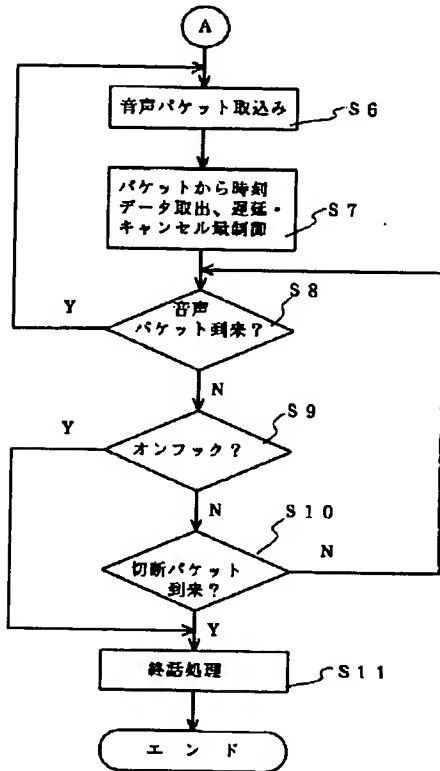 A
音声パケット取込み
S6
パケットから時刻
データ取出、遅延・
キャンセル量制御
S7
S8
Y
音声
パケット到来?
N
S9
Y
オンフック?
N
S10
切断パケット
到来?
N
Y
終話処理
S11
エンド